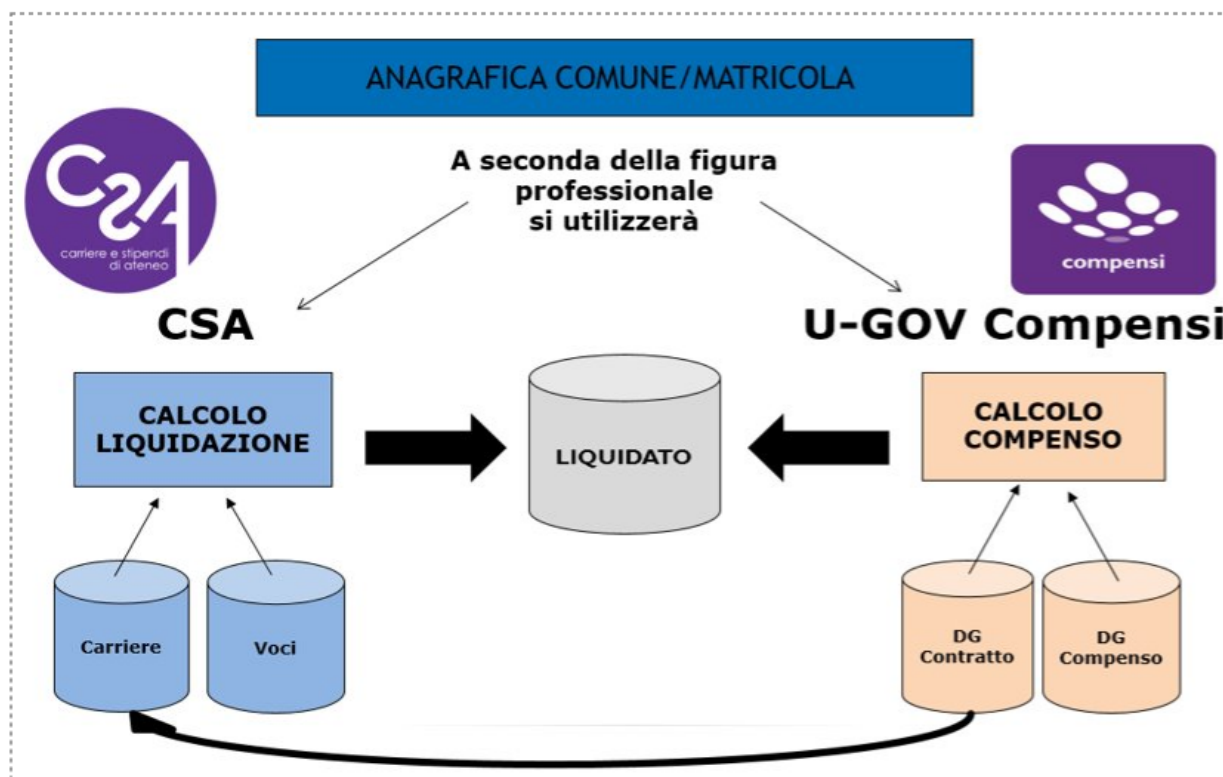 ANAGRAFICA COMUNE/MATRICOLA
A seconda della figura
professionale
si utilizzerà
CSA
carriere e stipendi
di ateneo
compensi
CSA
U-GOV Compensi
CALCOLO
LIQUIDAZIONE
LIQUIDATO
CALCOLO
COMPENSO
Carriere
Voci
DG
Contratto
DG
Compenso